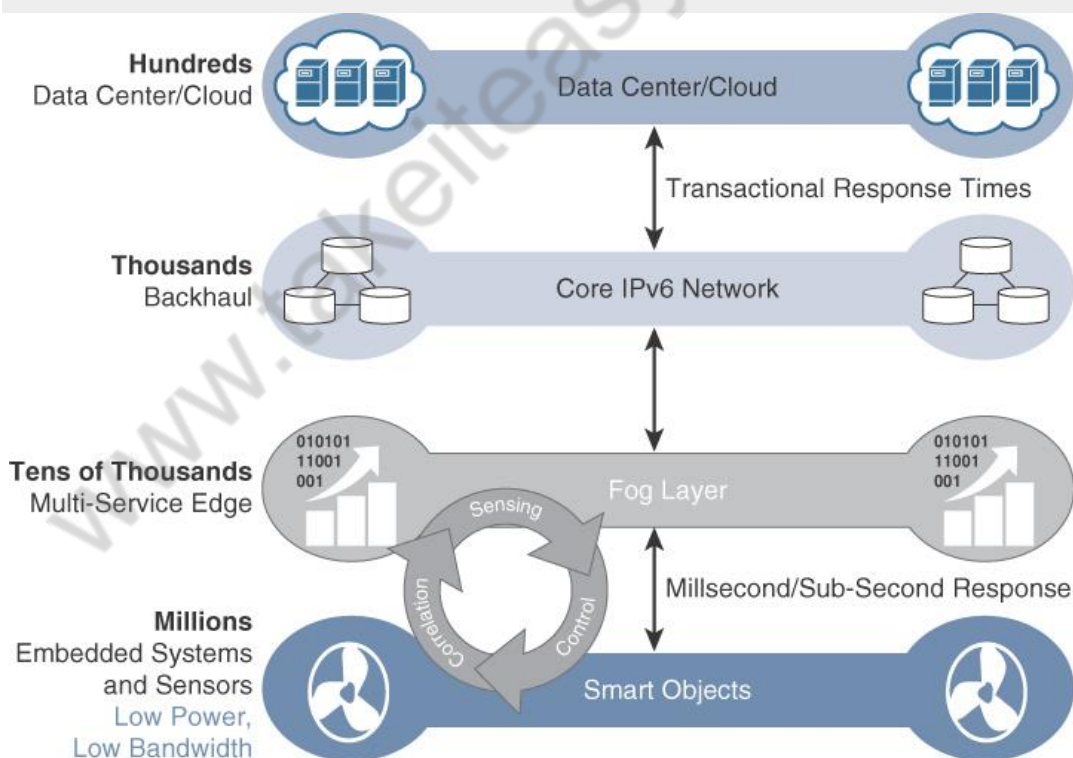 Hundreds
Data Center/Cloud
Data Center/Cloud
Transactional Response Times
Thousands
Backhaul
Core IPv6 Network
010101
11001
001
Tens of Thousands
Multi-Service Edge
Fog Layer
010101
11001
001
Sensing
Control
Correlation
Millsecond/Sub-Second Response
Millions
Embedded Systems
and Sensors
Low Power,
Low Bandwidth
Smart Objects
www.takeiteasy